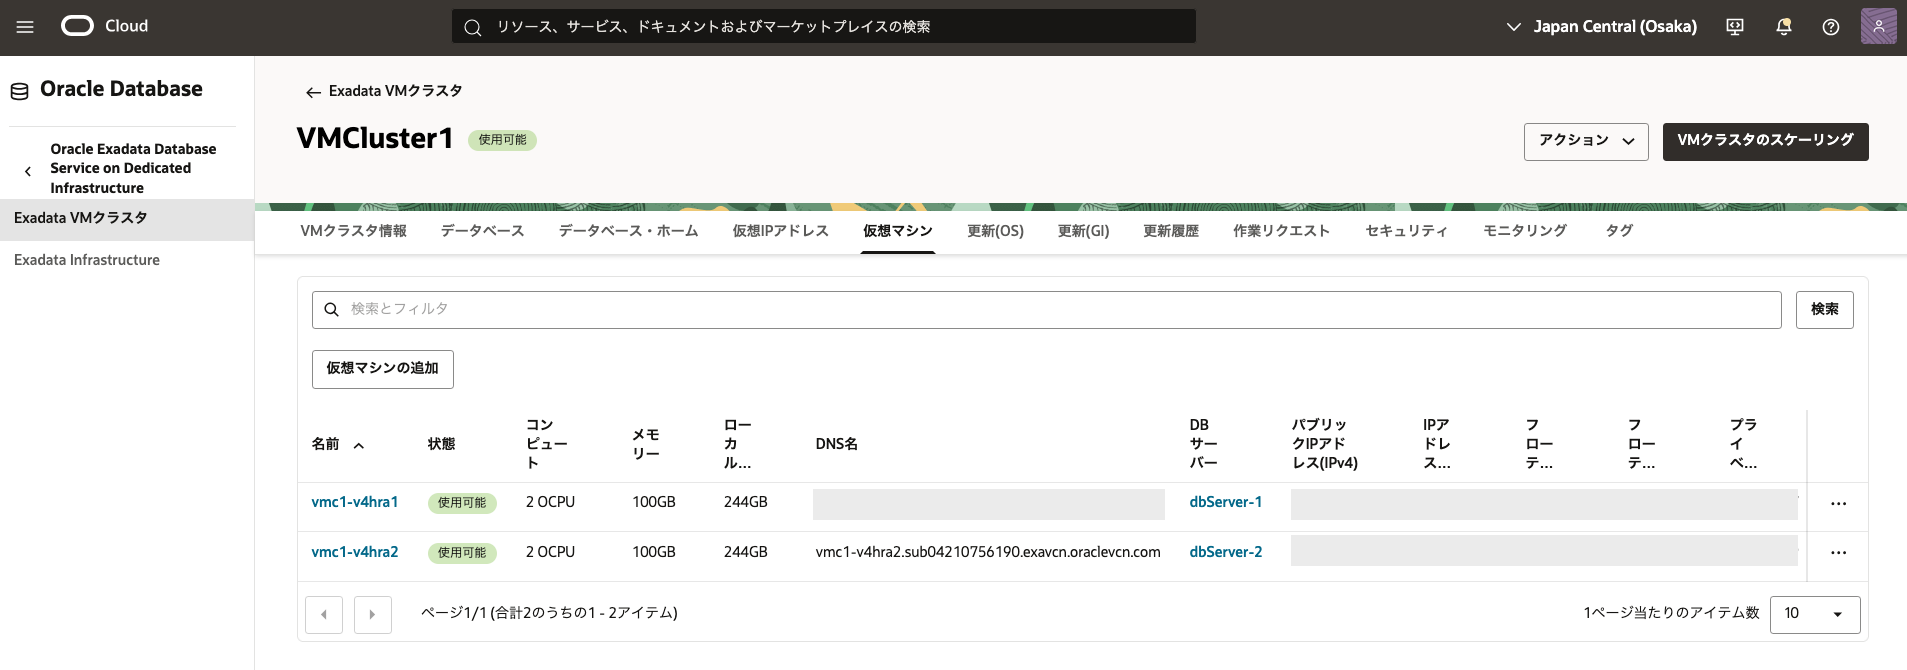 Cloud
リソース、サービス、ドキュメントおよびマーケットプレイスの検索
Japan Central (Osaka)
Oracle Database
Oracle Exadata Database
Service on Dedicated
Infrastructure
Exadata VMクラスタ
Exadata Infrastructure
Exadata VMクラスタ
VMCluster1 使用可能
アクション
VMクラスタのスケーリング
VMクラスタ情報 データベース データベース・ホーム 仮想IPアドレス 仮想マシン 更新(OS) 更新(GI) 更新履歴 作業リクエスト セキュリティ モニタリング タグ
検索とフィルタ
検索
仮想マシンの追加
名前
状態
コン
ピュー
ト
メモ
リー
ロー
カ
ル...
DNS名
DB
サー
バー
パブリッ
クIPアド
レス(IPv4)
IPア
ドレ
ス...
フ
ロー
テ...
フ
ロー
テ...
プラ
イ
ベ...
vmc1-v4hra1 使用可能 2 OCPU 100GB 244GB dbServer-1 ...
vmc1-v4hra2 使用可能 2 OCPU 100GB 244GB vmc1-v4hra2.sub04210756190.exavcn.oraclevcn.com dbServer-2 ...
ページ1/1 (合計2のうちの1 - 2アイテム)
1ページ当たりのアイテム数 10